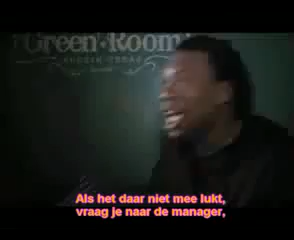 Green·Room
Als het daar niet mee lukt,
vraag je naar de manager,